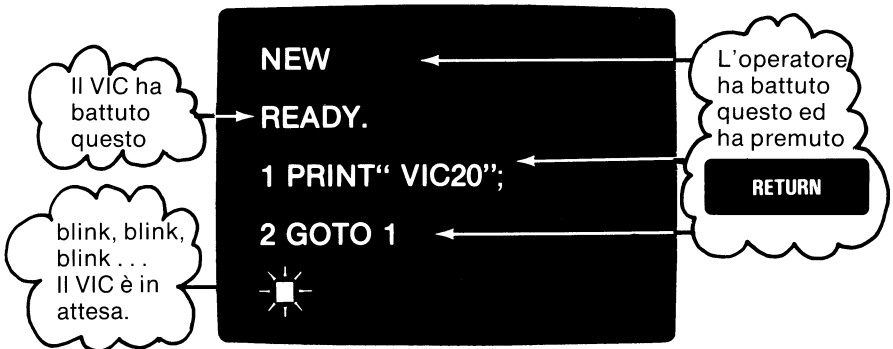 NEW
READY.
1 PRINT“ VIC20”;
2 GOTO 1
Il VIC ha
battuto
questo
blink, blink,
blink . . .
Il VIC è in
attesa.
L'operatore
ha battuto
questo ed
ha premuto
RETURN